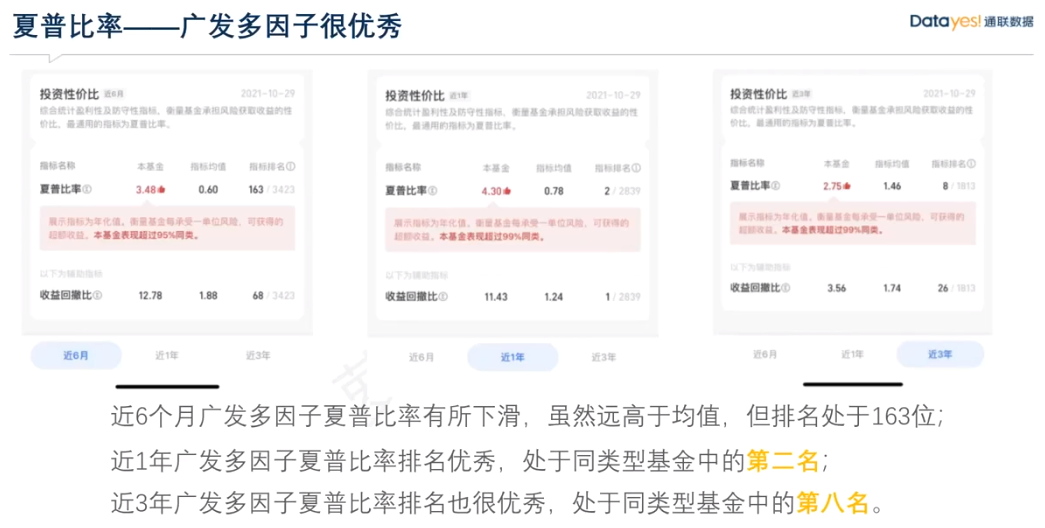 夏普比率——广发多因子很优秀
Datayes!通联数据
投资性价比 近6月 2021-10-29
综合统计盈利性及防守性指标，衡量基金承担风险获取收益的性
价比，最通用的指标为夏普比率。
指标名称 本基金 指标均值 指标排名
夏普比率 3.48 0.60 163 / 3423
展示指标为年化值，衡量基金每承受一单位风险，可获得的
超额收益，本基金表现超过95%同类。
以下为辅助指标
收益回撤比 12.78 1.88 68 / 3423
近6月 近1年 近3年
投资性价比 近1年 2021-10-29
综合统计盈利性及防守性指标，衡量基金承担风险获取收益的性
价比，最通用的指标为夏普比率。
指标名称 本基金 指标均值 指标排名
夏普比率 4.30 0.78 2 / 2839
展示指标为年化值，衡量基金每承受一单位风险，可获得的
超额收益，本基金表现超过99%同类。
以下为辅助指标
收益回撤比 11.43 1.24 1 / 2839
近6月 近1年 近3年
投资性价比 近3年 2021-10-29
综合统计盈利性及防守性指标，衡量基金承担风险获取收益的性
价比，最通用的指标为夏普比率。
指标名称 本基金 指标均值 指标排名
夏普比率 2.75 1.46 8 / 1813
展示指标为年化值，衡量基金每承受一单位风险，可获得的
超额收益，本基金表现超过99%同类。
以下为辅助指标
收益回撤比 3.56 1.74 26 / 1813
近6月 近1年 近3年
近6个月广发多因子夏普比率有所下滑，虽然远高于均值，但排名处于163位；
近1年广发多因子夏普比率排名优秀，处于同类型基金中的第二名；
近3年广发多因子夏普比率排名也很优秀，处于同类型基金中的第八名。